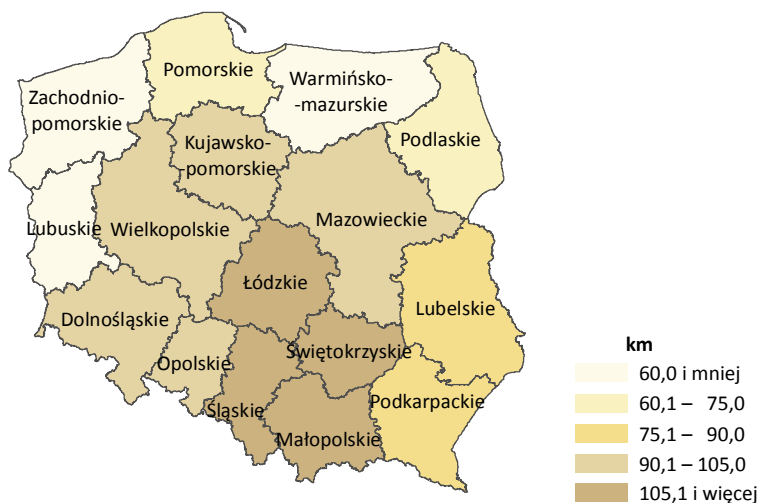 Pomorskie
Warmińsko-
-mazurskie
Zachodnio-
pomorskie
Kujawsko-
pomorskie
Podlaskie
Lubuskie
Wielkopolskie
Mazowieckie
Łódzkie
Lubelskie
Dolnośląskie
Opolskie
Świętokrzyskie
Śląskie
Małopolskie
Podkarpackie
km
60,0 i mniej
60,1 – 75,0
75,1 – 90,0
90,1 – 105,0
105,1 i więcej